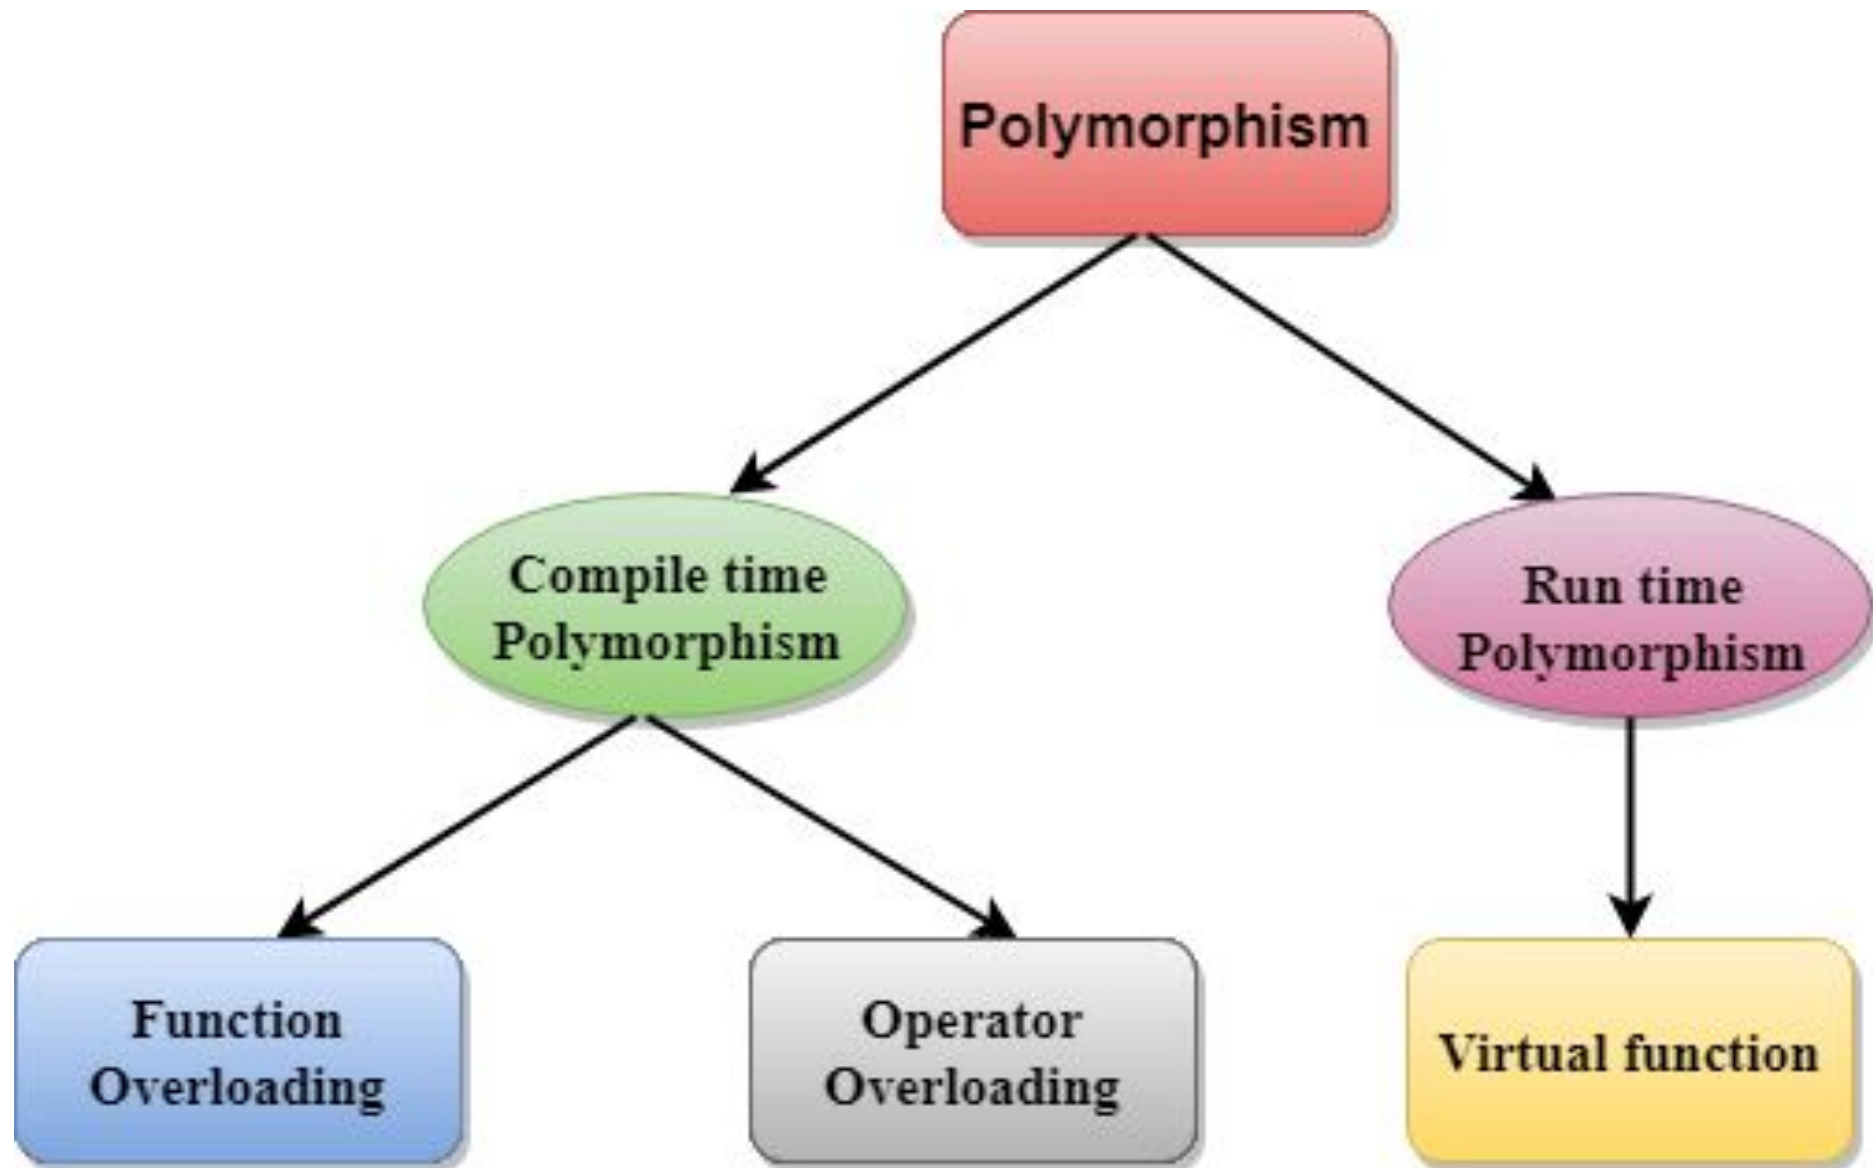 Polymorphism
Compile time
Polymorphism
Run time
Polymorphism
Function
Overloading
Operator
Overloading
Virtual function